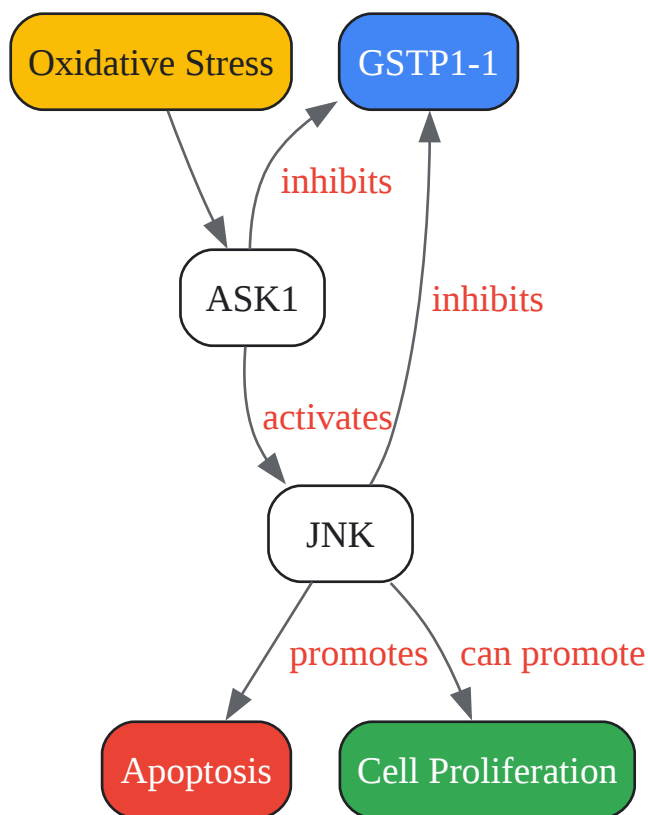 Oxidative Stress
GSTP1-1
inhibits
ASK1
inhibits
activates
JNK
promotes
can promote
Apoptosis
Cell Proliferation